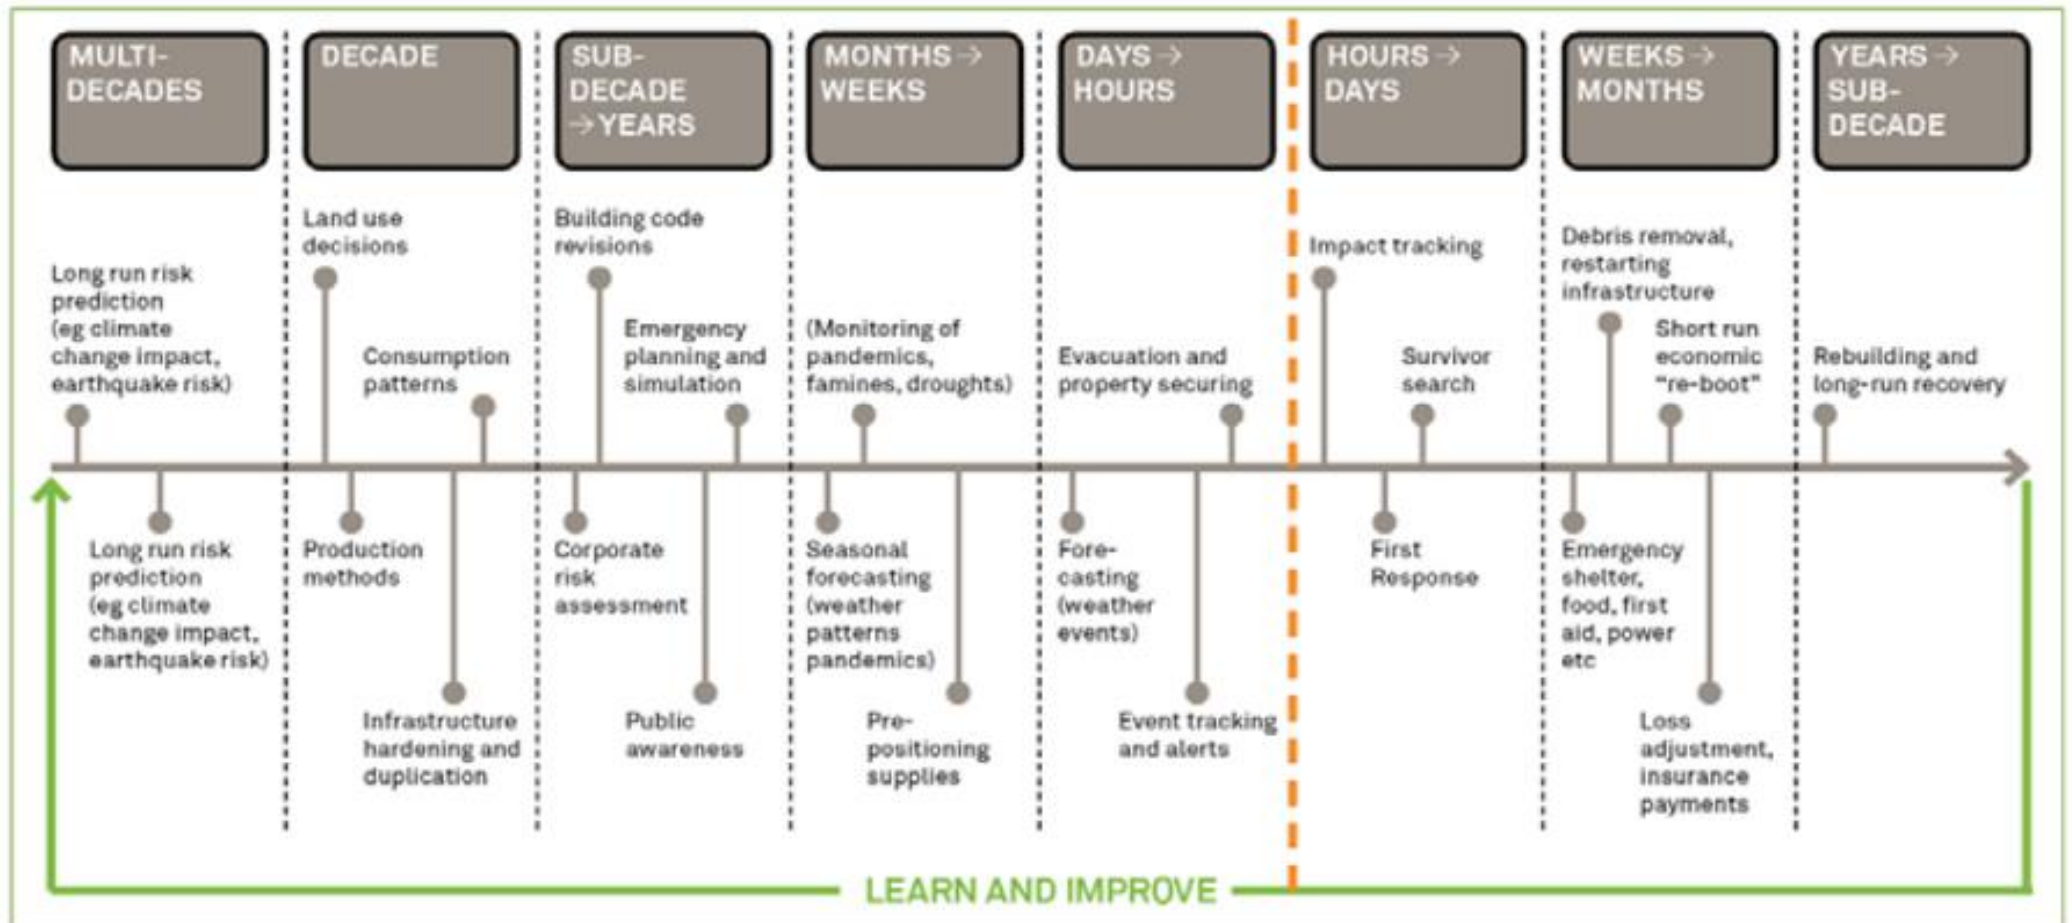 MULTI-
DECADES
DECADE
SUB-
DECADE
→YEARS
MONTHS→
WEEKS
DAYS→
HOURS
HOURS→
DAYS
WEEKS→
MONTHS
YEARS→
SUB-
DECADE
Long run risk
prediction
(eg climate
change impact,
earthquake risk)
Land use
decisions
Consumption
patterns
Building code
revisions
Emergency
planning and
simulation
(Monitoring of
pandemics,
famines, droughts)
Evacuation and
property securing
Impact tracking
Survivor
search
Debris removal,
restarting
infrastructure
Short run
economic
“re-boot”
Rebuilding and
long-run recovery
Long run risk
prediction
(eg climate
change impact,
earthquake risk)
Production
methods
Infrastructure
hardening and
duplication
Corporate
risk
assessment
Public
awareness
Seasonal
forecasting
(weather
patterns
pandemics)
Pre-
positioning
supplies
Fore-
casting
(weather
events)
Event tracking
and alerts
First
Response
Emergency
shelter,
food, first
aid, power
etc
Loss
adjustment,
insurance
payments
LEARN AND IMPROVE